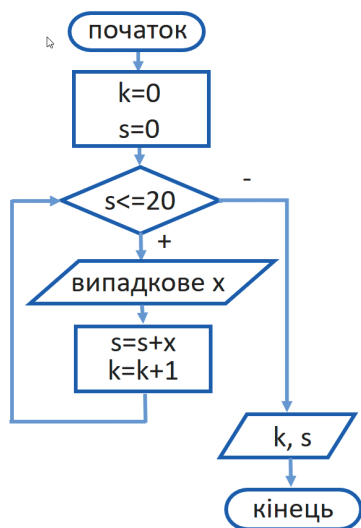 початок
k=0
s=0
s<=20
-
+
випадкове x
s=s+x
k=k+1
k, s
кінець